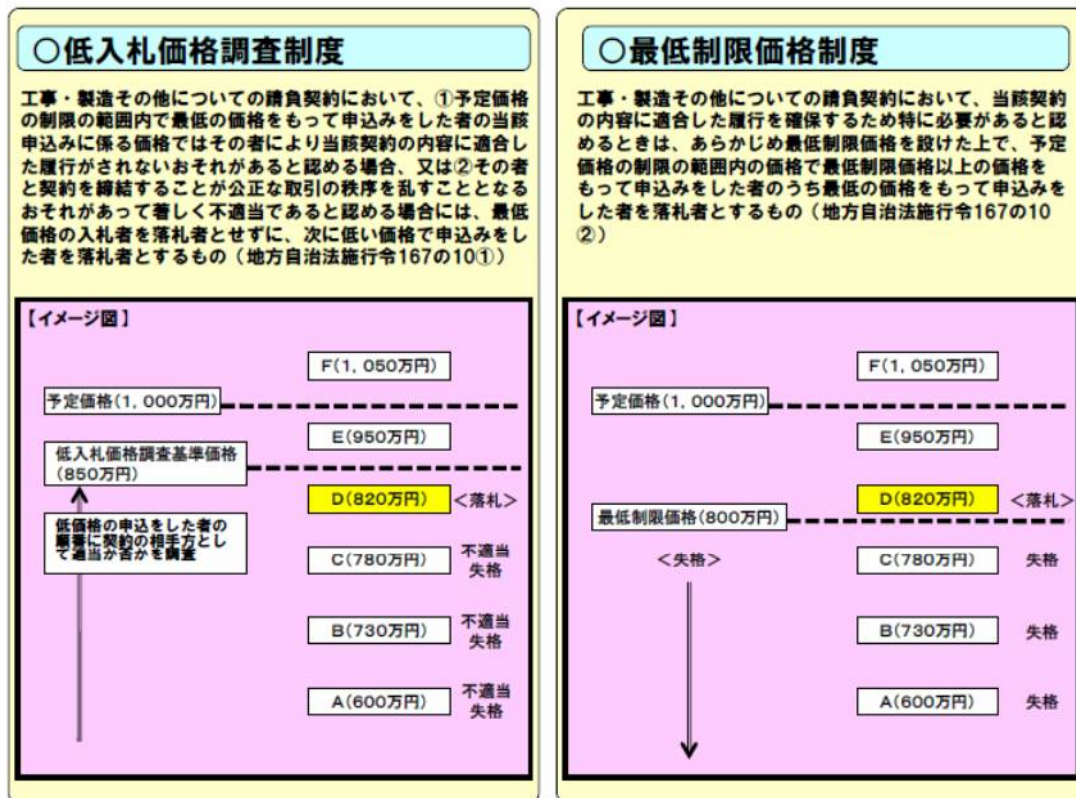 ○低入札価格調査制度
工事・製造その他についての請負契約において、①予定価格
の制限の範囲内で最低の価格をもって申込みをした者の当該
申込みに係る価格ではその者により当該契約の内容に適合
した履行がされないおそれがあると認める場合、又は②その者
と契約を締結することが公正な取引の秩序を乱すこととなる
おそれがあって著しく不適当であると認める場合には、最低
価格の入札者を落札者とせずに、次に低い価格で申込みをし
た者を落札者とするもの（地方自治法施行令167の10①）
【イメージ図】
F(1，050万円)
予定価格(1，000万円)
E(950万円)
低入札価格調査基準価格
(850万円)
D(820万円)
＜落札＞
低価格の申込をした者の
順番に契約の相手方とし
て適当か否かを調査
C(780万円)
不適当
失格
B(730万円)
不適当
失格
A(600万円)
不適当
失格
○最低制限価格制度
工事・製造その他についての請負契約において、当該契約
の内容に適合した履行を確保するため特に必要があると認
めるときは、あらかじめ最低制限価格を設けた上で、予定
価格の制限の範囲内の価格で最低制限価格以上の価格を
もって申込みをした者のうち最低の価格をもって申込みを
した者を落札者とするもの（地方自治法施行令167の10
②）
【イメージ図】
F(1，050万円)
予定価格(1，000万円)
E(950万円)
D(820万円)
＜落札＞
最低制限価格(800万円)
＜失格＞
C(780万円)
失格
B(730万円)
失格
A(600万円)
失格